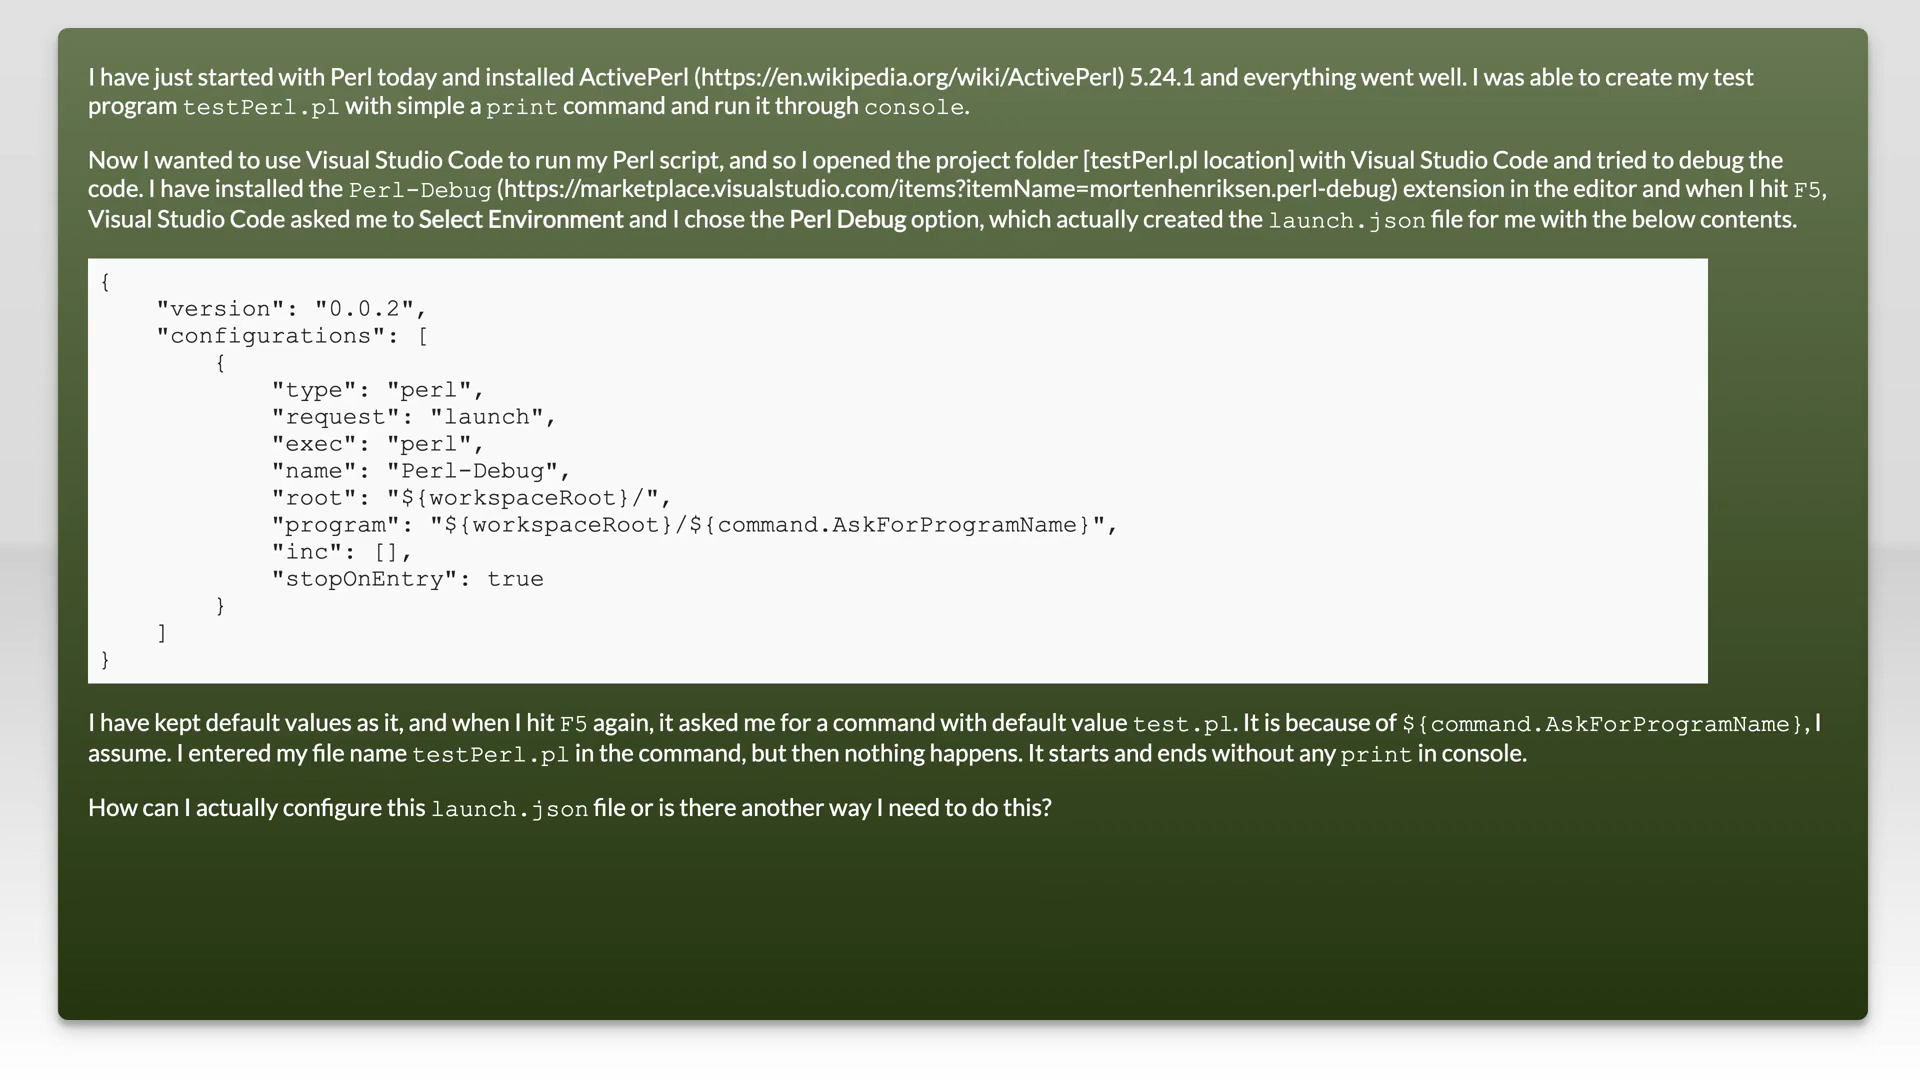 I have just started with Perl today and installed ActivePerl (https://en.wikipedia.org/wiki/ActivePerl) 5.24.1 and everything went well. I was able to create my test
program testPerl.pl with simple a print command and run it through console.
Now I wanted to use Visual Studio Code to run my Perl script, and so I opened the project folder [testPerl.pl location] with Visual Studio Code and tried to debug the
code. I have installed the Perl-Debug (https://marketplace.visualstudio.com/items?itemName=mortenhenriksen.perl-debug) extension in the editor and when I hit F5,
Visual Studio Code asked me to Select Environment and I chose the Perl Debug option, which actually created the launch.json file for me with the below contents.
{
    "version": "0.0.2",
    "configurations": [
        {
            "type": "perl",
            "request": "launch",
            "exec": "perl",
            "name": "Perl-Debug",
            "root": "${workspaceRoot}/",
            "program": "${workspaceRoot}/${command.AskForProgramName}",
            "inc": [],
            "stopOnEntry": true
        }
    ]
}
I have kept default values as it, and when I hit F5 again, it asked me for a command with default value test.pl. It is because of ${command.AskForProgramName}, I
assume. I entered my file name testPerl.pl in the command, but then nothing happens. It starts and ends without any print in console.
How can I actually configure this launch.json file or is there another way I need to do this?